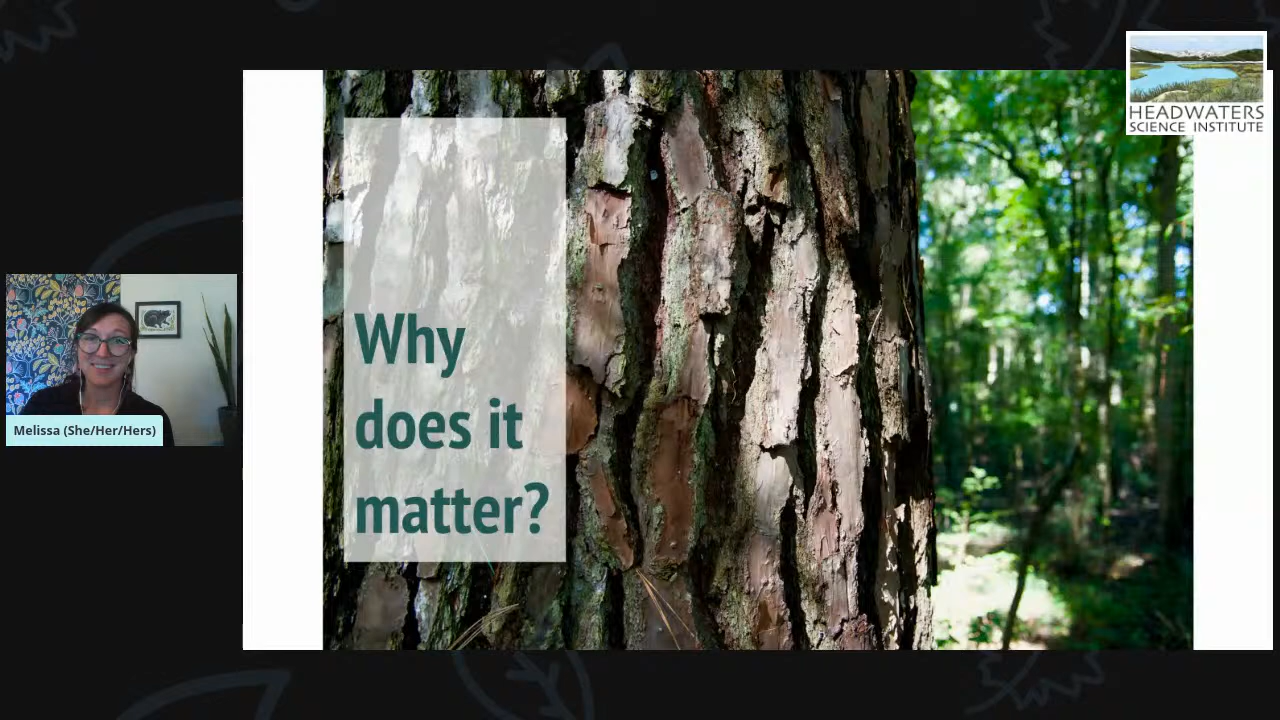 HEADWATERS
SCIENCE INSTITUTE
Why
does it
matter?
Melissa (She/Her/Hers)